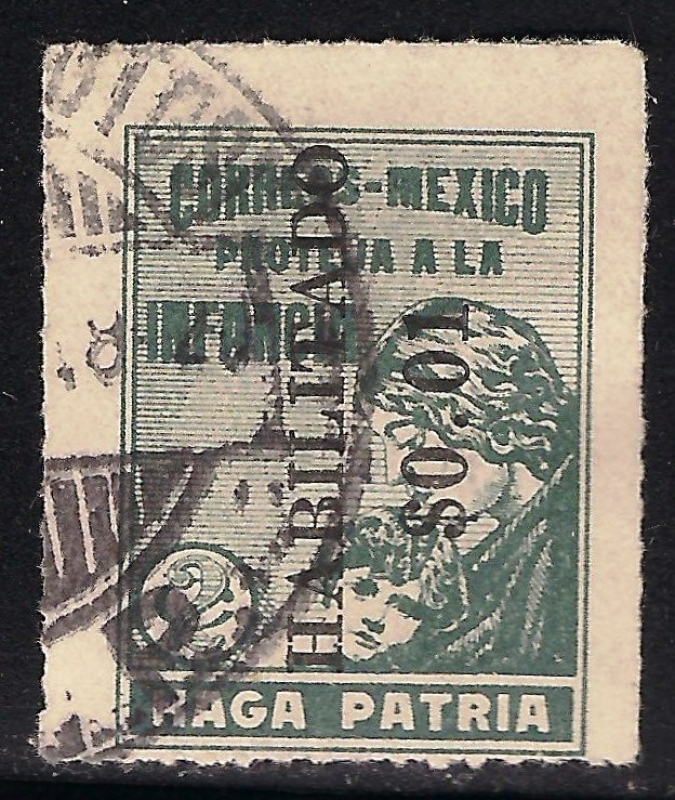 CORREOS-MEXICO
PROTEJA A LA
INFANCIA
HABILITADO
$0.01
HAGA PATRIA